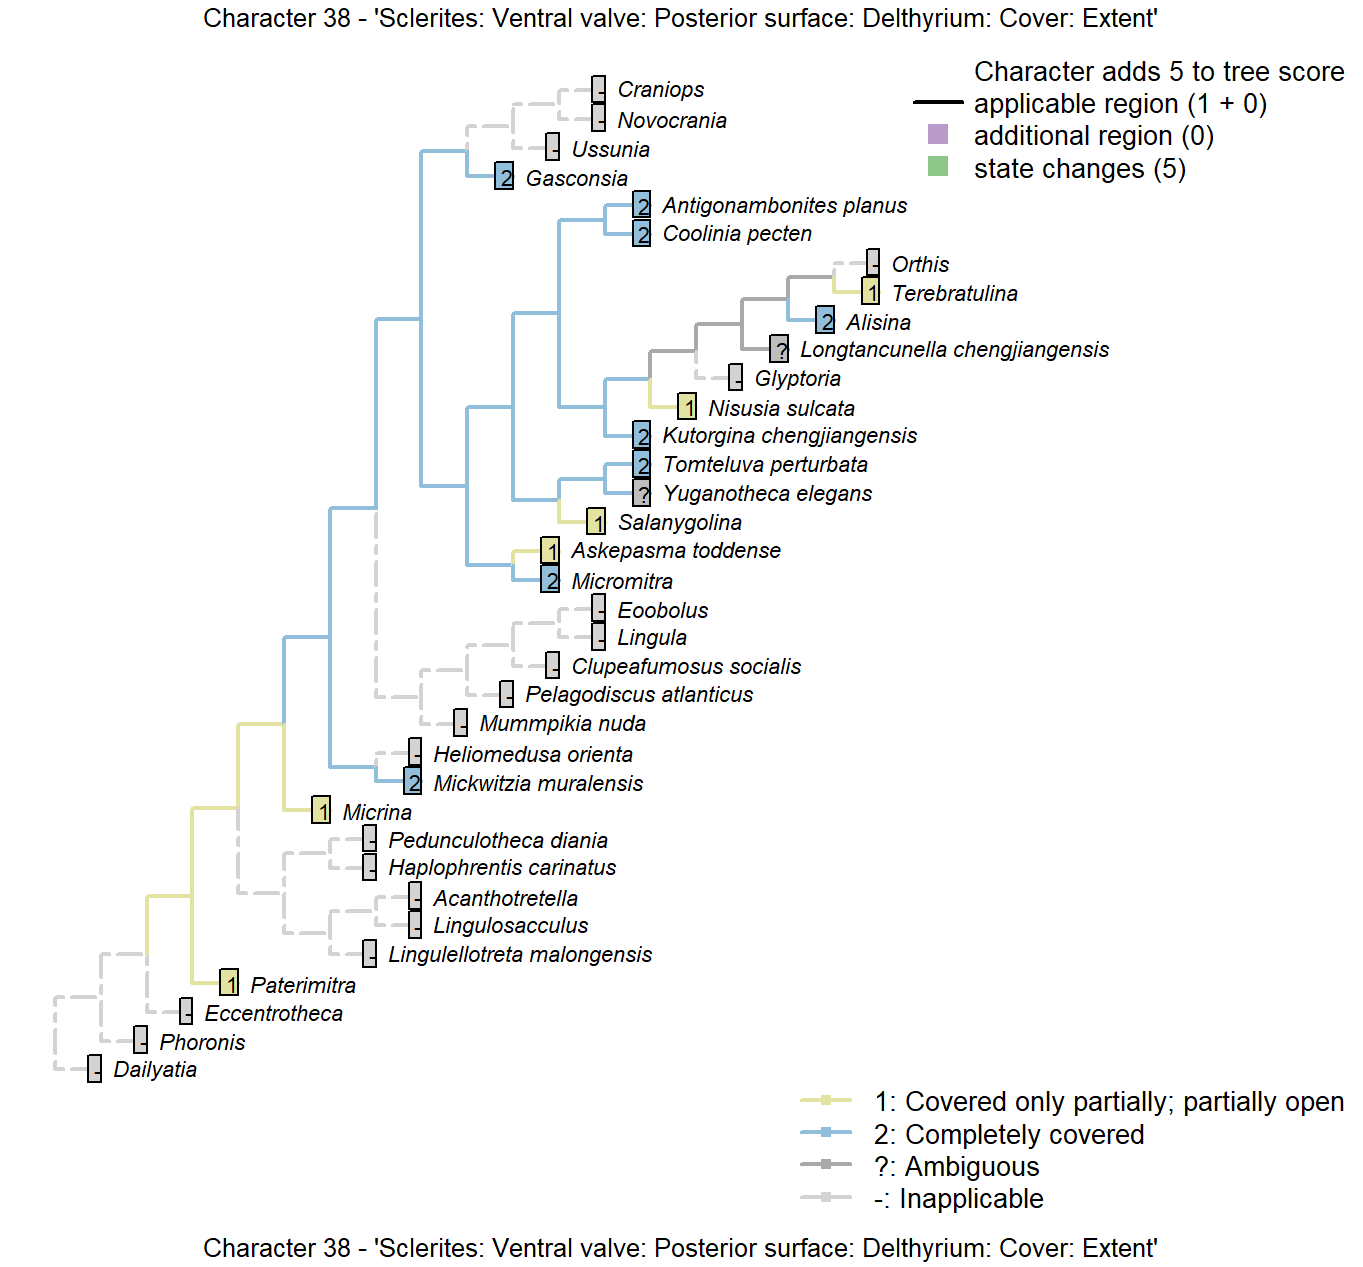 Character 38 - 'Sclerites: Ventral valve: Posterior surface: Delthyrium: Cover: Extent'
Character adds 5 to tree score
applicable region (1 + 0)
additional region (0)
state changes (5)
- Craniops
- Novocrania
- Ussunia
2 Gasconsia
2 Antigonambonites planus
2 Coolinia pecten
- Orthis
1 Terebratulina
2 Alisina
? Longtancunella chengjiangensis
- Glyptoria
1 Nisusia sulcata
2 Kutorgina chengjiangensis
2 Tomteluva perturbata
? Yuganotheca elegans
1 Salanygolina
1 Askepasma toddense
2 Micromitra
- Eoobolus
- Lingula
- Clupeafumosus socialis
- Pelagodiscus atlanticus
- Mummpikia nuda
- Heliomedusa orienta
2 Mickwitzia muralensis
1 Micrina
- Pedunculotheca diania
- Haplophrentis carinatus
- Acanthotretella
- Lingulosacculus
- Lingulellotreta malongensis
1 Paterimitra
- Eccentrotheca
- Phoronis
- Dailyatia
1: Covered only partially; partially open
2: Completely covered
?: Ambiguous
-: Inapplicable
Character 38 - 'Sclerites: Ventral valve: Posterior surface: Delthyrium: Cover: Extent'